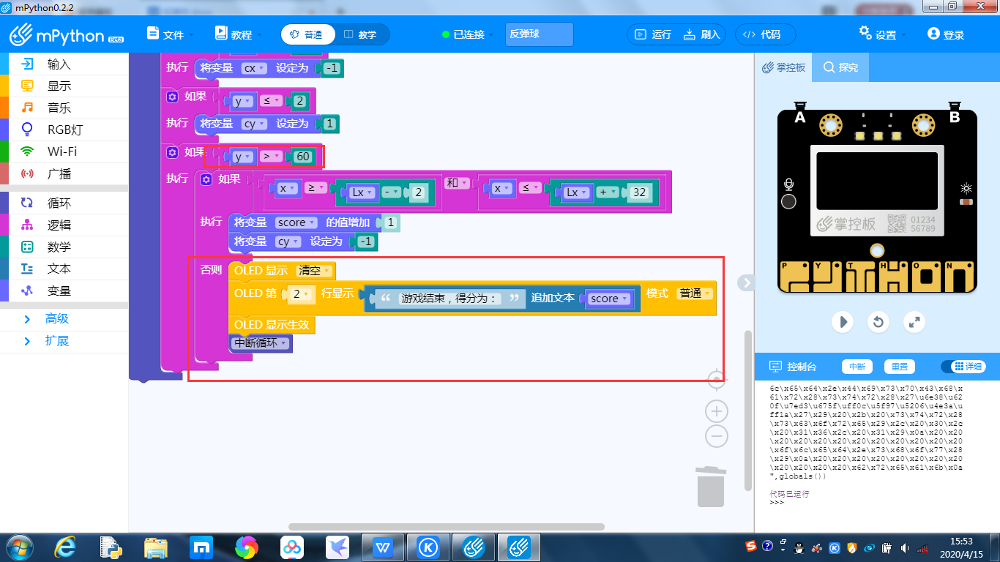 mPython0.2.2
mPython Beta 文件 教程 普通 教学 已连接 反弹球 运行 刷入 </> 代码 设置 登录
输入
显示
音乐
RGB灯
Wi-Fi
广播
循环
逻辑
数学
文本
变量
高级
扩展
执行 将变量 cx 设定为 -1
如果 y ≤ 2
执行 将变量 cy 设定为 1
如果 y > 60
执行 如果 x ≥ Lx - 2 和 x ≤ Lx + 32
执行 将变量 score 的值增加 1
将变量 cy 设定为 -1
否则 OLED 显示 清空
OLED 第 2 行显示 “ 游戏结束，得分为： ” 追加文本 score 模式 普通
OLED 显示生效
中断循环
掌控板 探究
A B
掌控板 01234
56789
P Y T H O N
控制台 中断 重置 详细
6c\x65\x64\x2e\x44\x69\x73\x70\x43\x68\x
61\x72\x28\x73\x74\x72\x28\x27\u6e38\u62
0f\u7ed3\u675f\uff0c\u5f97\u5206\u4e3a\u
ff1a\x27\x29\x20\x2b\x20\x73\x74\x72\x28
\x73\x63\x6f\x72\x65\x29\x2c\x20\x30\x2c
\x20\x31\x36\x2c\x20\x31\x29\x0a\x20\x20
\x20\x20\x20\x20\x20\x20\x20\x20\x20\x20
\x6f\x6c\x65\x64\x2e\x73\x68\x6f\x77\x28
\x29\x0a\x20\x20\x20\x20\x20\x20\x20\x20
\x20\x20\x20\x20\x62\x72\x65\x61\x6b\x0a
",globals())
代码已运行
>>>
15:53
2020/4/15